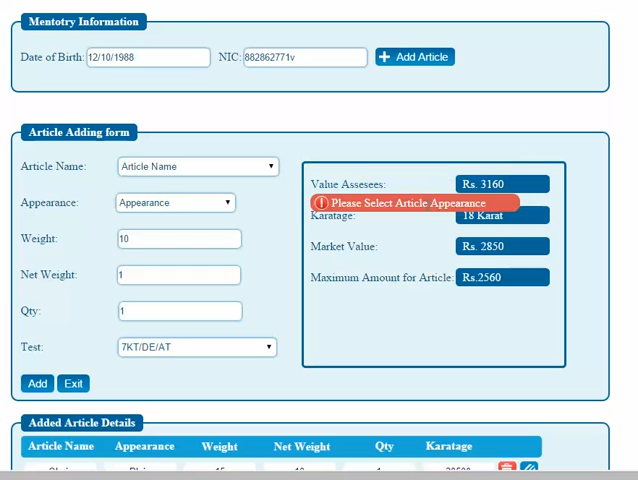 Mentotry Information
Date of Birth: 12/10/1988 NIC: 882862771v + Add Article
Article Adding form
Article Name: Article Name
Value Assesees: Rs. 3160
Appearance: Appearance
Please Select Article Appearance
Karatage: 18 Karat
Weight: 10
Market Value: Rs. 2850
Net Weight: 1
Maximum Amount for Article: Rs.2560
Qty: 1
Test: 7KT/DE/AT
Add Exit
Added Article Details
Article Name Appearance Weight Net Weight Qty Karatage